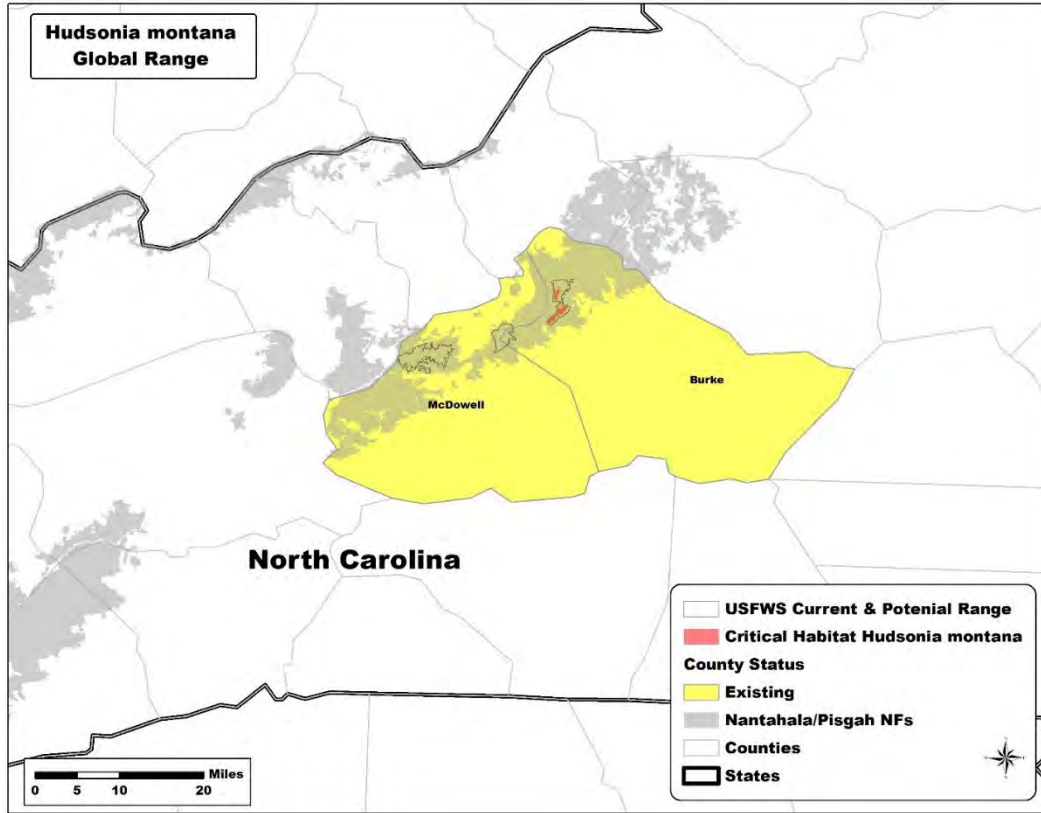 Hudsonia montana
Global Range
Burke
McDowell
North Carolina
USFWS Current & Potenial Range
Critical Habitat Hudsonia montana
County Status
Existing
Nantahala/Pisgah NFs
Counties
States
Miles
0 5 10 20